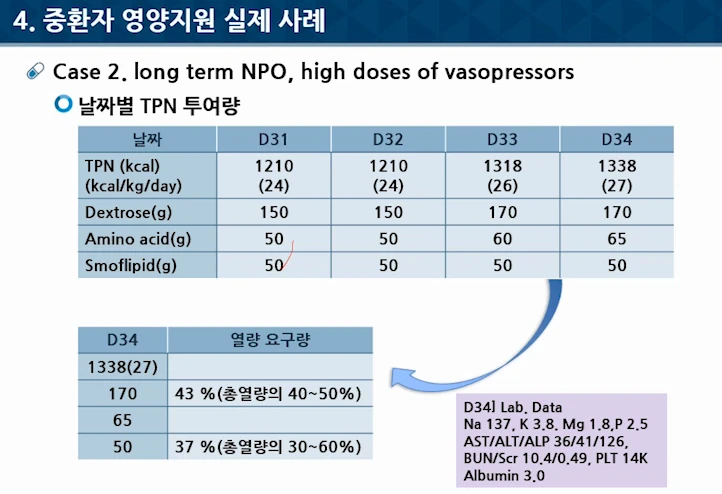 4. 중환자 영양지원 실제 사례
Case 2. long term NPO, high doses of vasopressors
날짜별 TPN 투여량
날짜 D31 D32 D33 D34
TPN (kcal) 1210 1210 1318 1338
(kcal/kg/day) (24) (24) (26) (27)
Dextrose(g) 150 150 170 170
Amino acid(g) 50 50 60 65
Smoflipid(g) 50 50 50 50
D34 열량 요구량
1338(27)
170 43 %(총열량의 40~50%)
65
50 37 %(총열량의 30~60%)
D34] Lab. Data
Na 137, K 3.8. Mg 1.8,P 2.5
AST/ALT/ALP 36/41/126,
BUN/Scr 10.4/0.49, PLT 14K
Albumin 3.0